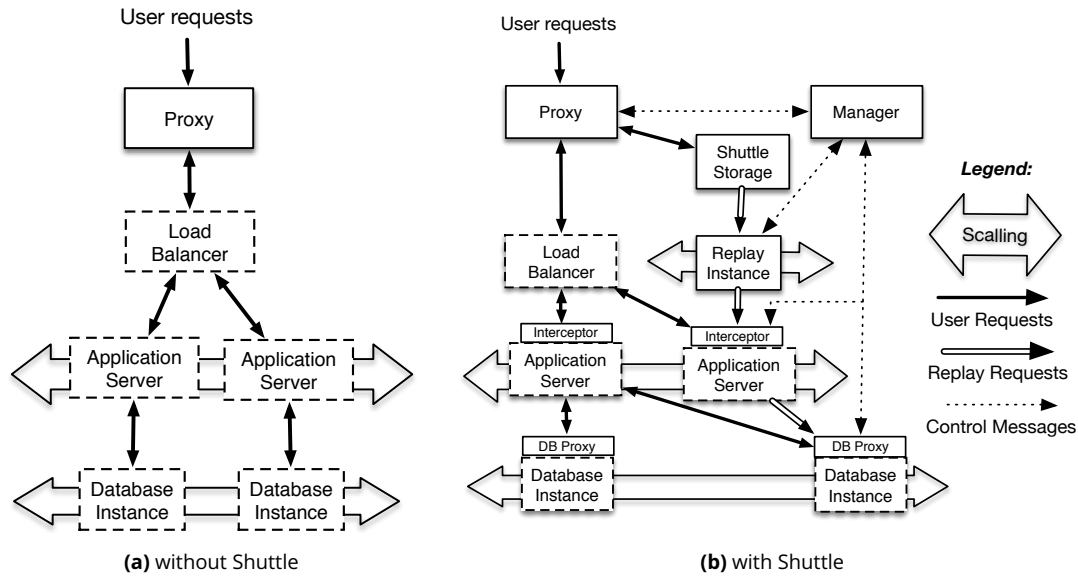 User requests
Proxy
Load
Balancer
Application
Server
Application
Server
Database
Instance
Database
Instance
(a) without Shuttle
User requests
Proxy
Manager
Shuttle
Storage
Load
Balancer
Replay
Instance
Interceptor
Application
Server
Interceptor
Application
Server
DB Proxy
Database
Instance
DB Proxy
Database
Instance
(b) with Shuttle
Legend:
Scalling
User Requests
Replay Requests
Control Messages